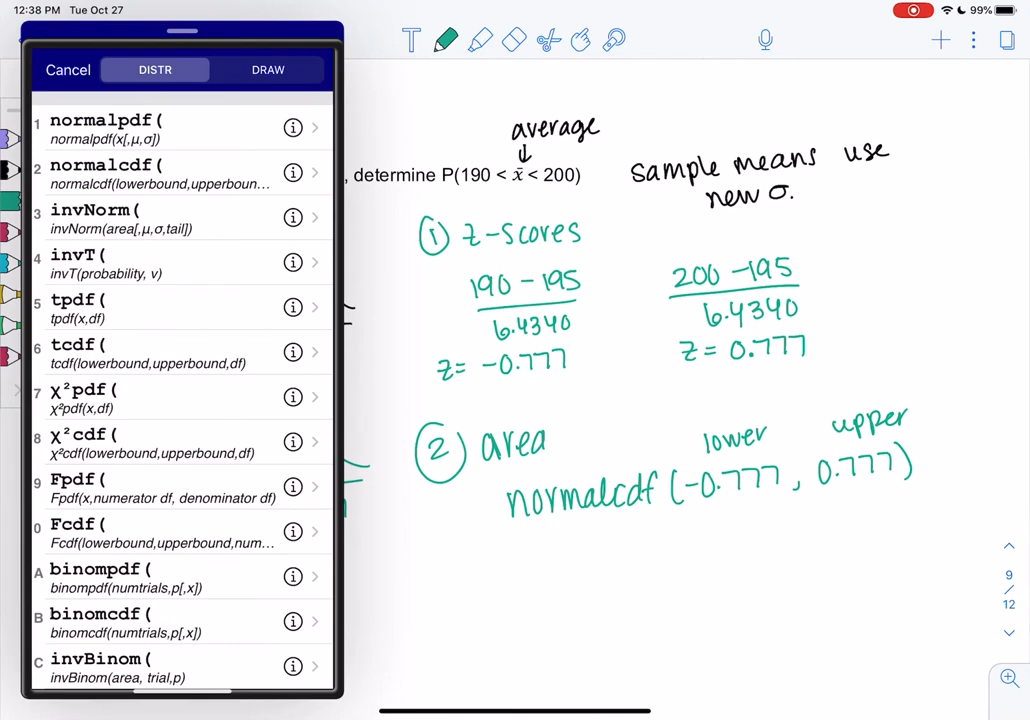 12:38 PM Tue Oct 27
99%
Cancel DISTR DRAW
1 normalpdf(
normalpdf(x[,μ,σ])
2 normalcdf(
normalcdf(lowerbound,upperboun...
3 invNorm(
invNorm(area[,μ,σ,tail])
4 invT(
invT(probability, v)
5 tpdf(
tpdf(x,df)
6 tcdf(
tcdf(lowerbound,upperbound,df)
7 χ²pdf(
χ²pdf(x,df)
8 χ²cdf(
χ²cdf(lowerbound,upperbound,df)
9 Fpdf(
Fpdf(x,numerator df, denominator df)
0 Fcdf(
Fcdf(lowerbound,upperbound,num...
A binompdf(
binompdf(numtrials,p[,x])
B binomcdf(
binomcdf(numtrials,p[,x])
C invBinom(
invBinom(area, trial,p)
average
↓
, determine P(190 < x̄ < 200)
sample means use
new σ.
① z-scores
190 - 195
6.4340
z = -0.777
200 - 195
6.4340
z = 0.777
② area
lower upper
normalcdf (-0.777, 0.777)
9
/
12